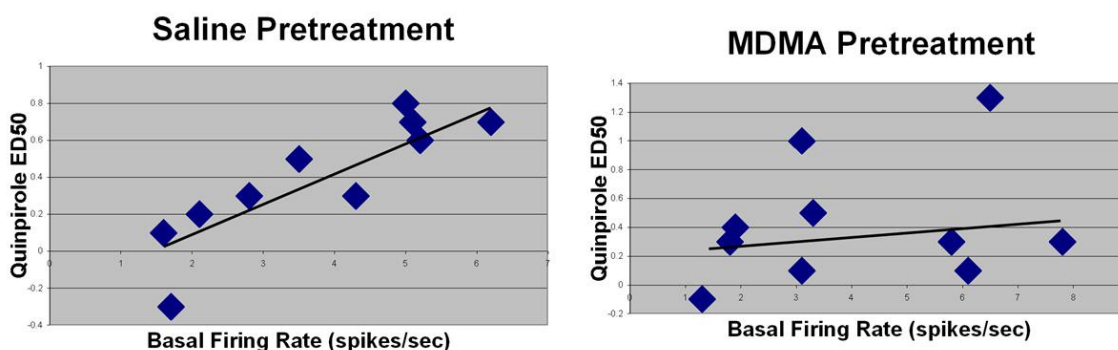 Saline Pretreatment
Quinpirole ED50
1
0.8
0.6
0.4
0.2
0
-0.2
-0.4
0 1 2 3 4 5 6 7
Basal Firing Rate (spikes/sec)
MDMA Pretreatment
Quinpirole ED50
1.4
1.2
1
0.8
0.6
0.4
0.2
0
-0.2
0 1 2 3 4 5 6 7 8
Basal Firing Rate (spikes/sec)